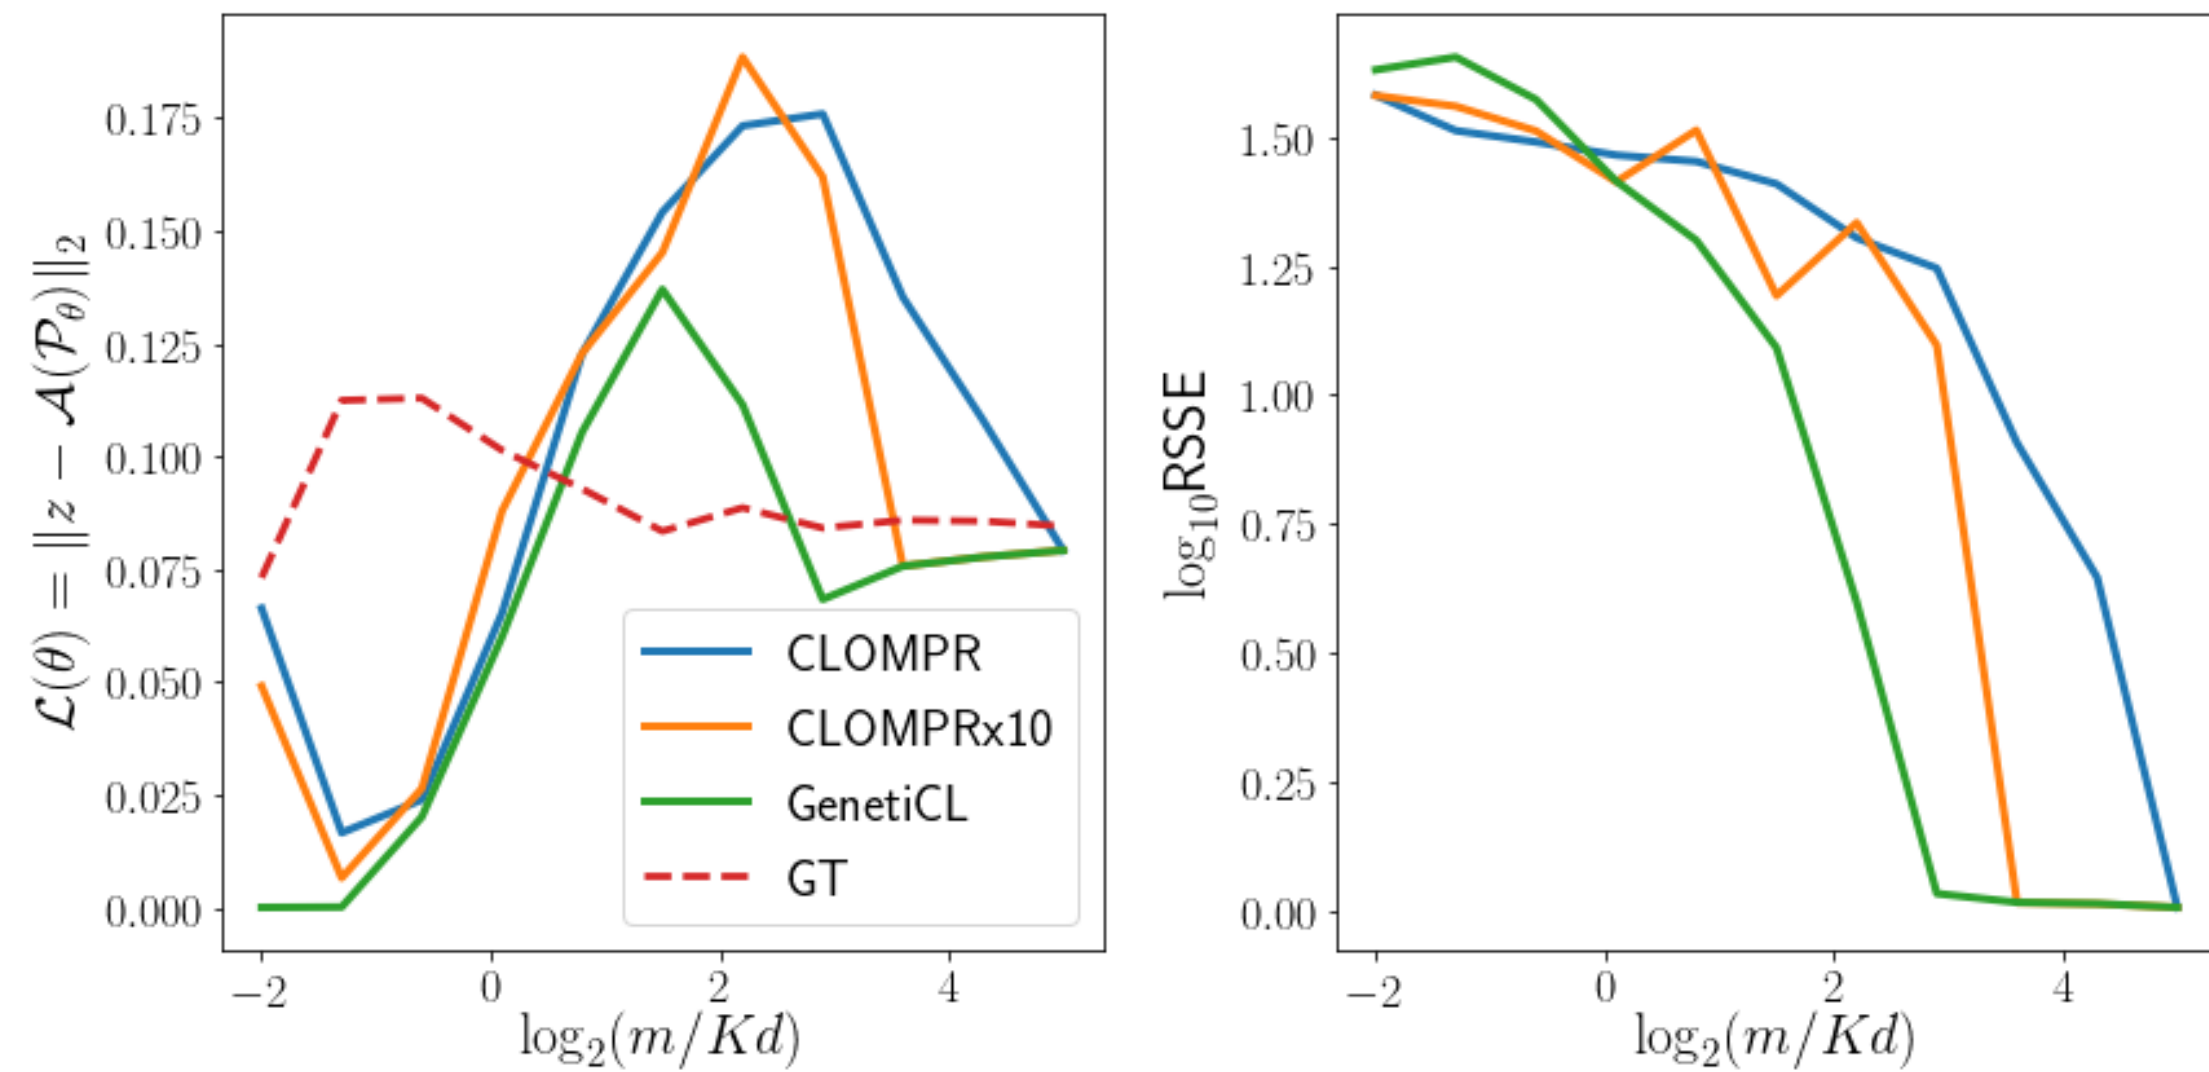 0.175
0.150
0.125
0.100
0.075
0.050
0.025
0.000
−2
0
2
4
log₂(m/Kd)
ℒ(θ) = ‖z − 𝒜(𝒫_θ)‖₂
CLOMPR
CLOMPRx10
GenetiCL
GT
1.50
1.25
1.00
0.75
0.50
0.25
0.00
−2
0
2
4
log₂(m/Kd)
log₁₀RSSE